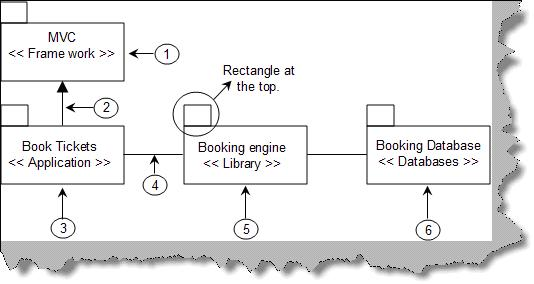 MVC
<< Frame work >>
1
Rectangle at
the top.
2
Book Tickets
<< Application >>
Booking engine
<< Library >>
Booking Database
<< Databases >>
4
3
5
6